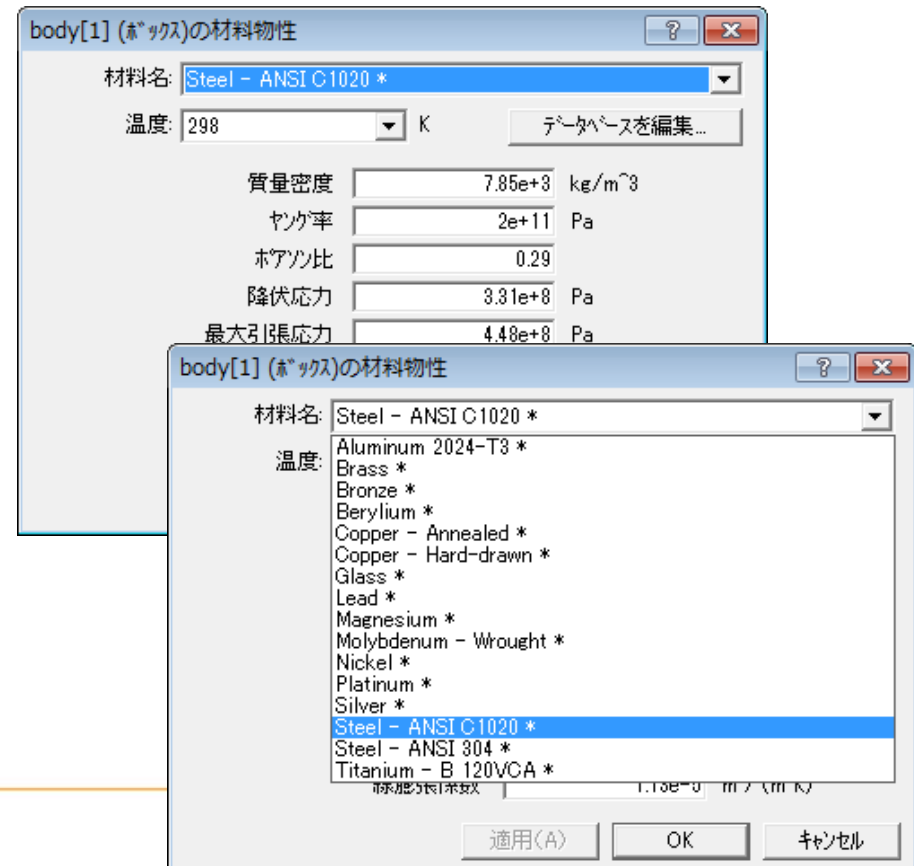 body[1] (ﾎﾞｯｸｽ)の材料物性
材料名: Steel - ANSI C1020 *
温度: 298 K ﾃﾞｰﾀﾍﾞｰｽを編集...
質量密度 7.85e+3 kg/m^3
ﾔﾝｸﾞ率 2e+11 Pa
ﾎﾟｱｿﾝ比 0.29
降伏応力 3.31e+8 Pa
最大引張応力 4.48e+8 Pa
body[1] (ﾎﾞｯｸｽ)の材料物性
材料名: Steel - ANSI C1020 *
温度:
Aluminum 2024-T3 *
Brass *
Bronze *
Berylium *
Copper - Annealed *
Copper - Hard-drawn *
Glass *
Lead *
Magnesium *
Molybdenum - Wrought *
Nickel *
Platinum *
Silver *
Steel - ANSI C1020 *
Steel - ANSI 304 *
Titanium - B 120VCA *
線膨張係数
適用(A) OK ｷｬﾝｾﾙ